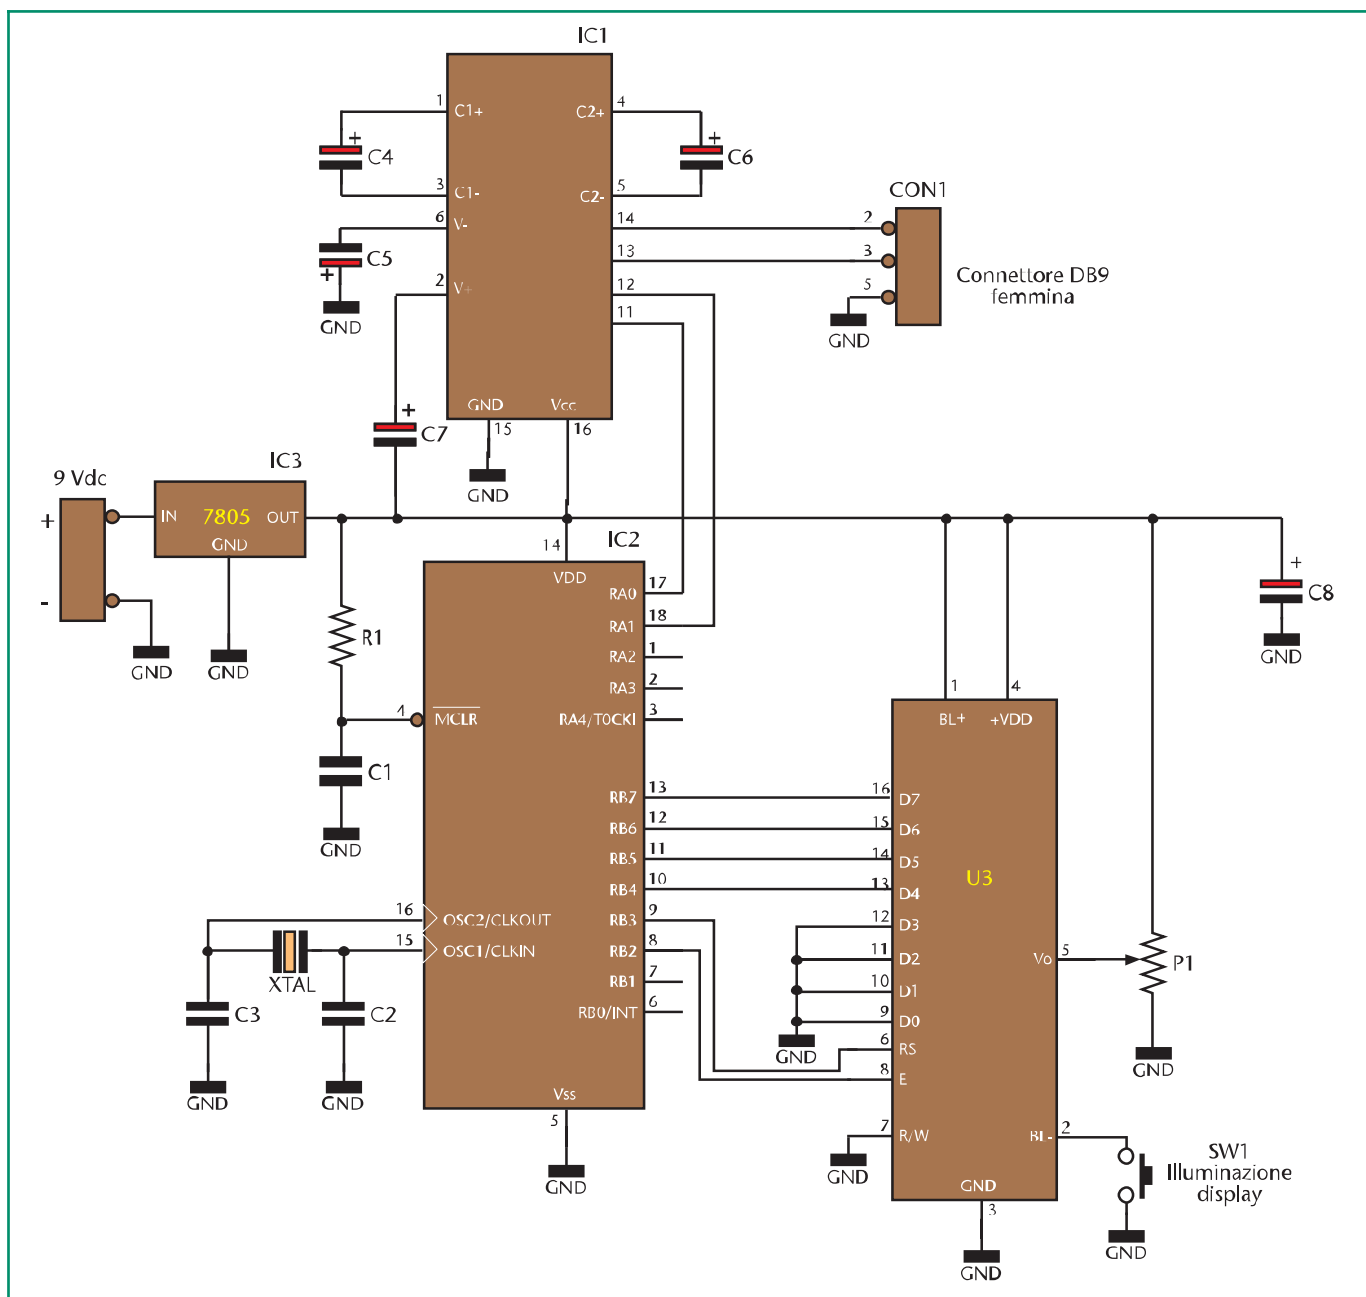 IC1
1
C1+
C2+
4
+
C4
+
C6
3
C1-
C2-
5
6
V-
14
2
CON1
C5
+
13
3
2
V+
12
5
Connettore DB9
femmina
GND
11
GND
+
C7
GND
Vcc
15
16
GND
9 Vdc
IC3
+
IN
7805
OUT
GND
-
GND
GND
14
IC2
VDD
RA0
17
RA1
18
RA2
1
RA3
2
RA4/T0CKI
3
R1
4
MCLR
C1
GND
+
C8
GND
1
4
BL+
+VDD
RB7
13
16
D7
RB6
12
15
D6
RB5
11
14
D5
RB4
10
13
D4
U3
16
OSC2/CLKOUT
RB3
9
12
D3
15
OSC1/CLKIN
RB2
8
11
D2
Vo
5
P1
XTAL
RB1
7
10
D1
C3
C2
RB0/INT
6
9
D0
GND
6
RS
GND
8
E
GND
GND
Vss
5
GND
7
R/W
GND
BL-
2
SW1
Illuminazione
display
GND
GND
3
GND